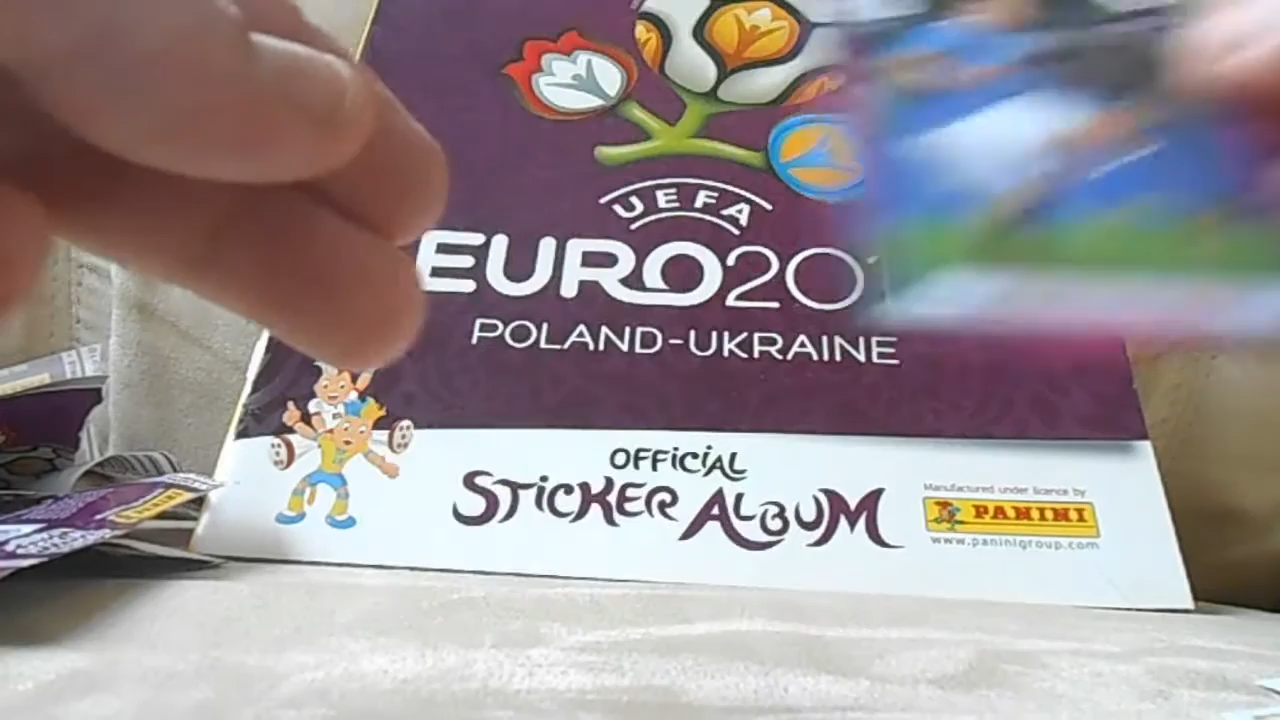 UEFA
EURO20
POLAND-UKRAINE
OFFICIAL
STICKER ALBUM
Manufactured under licence by
PANINI
www.paninigroup.com